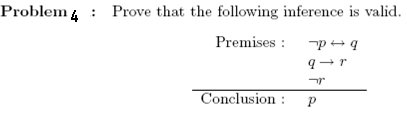 Problem 4 : Prove that the following inference is valid.
Premises : ¬p ↔ q
q → r
¬r
Conclusion : p